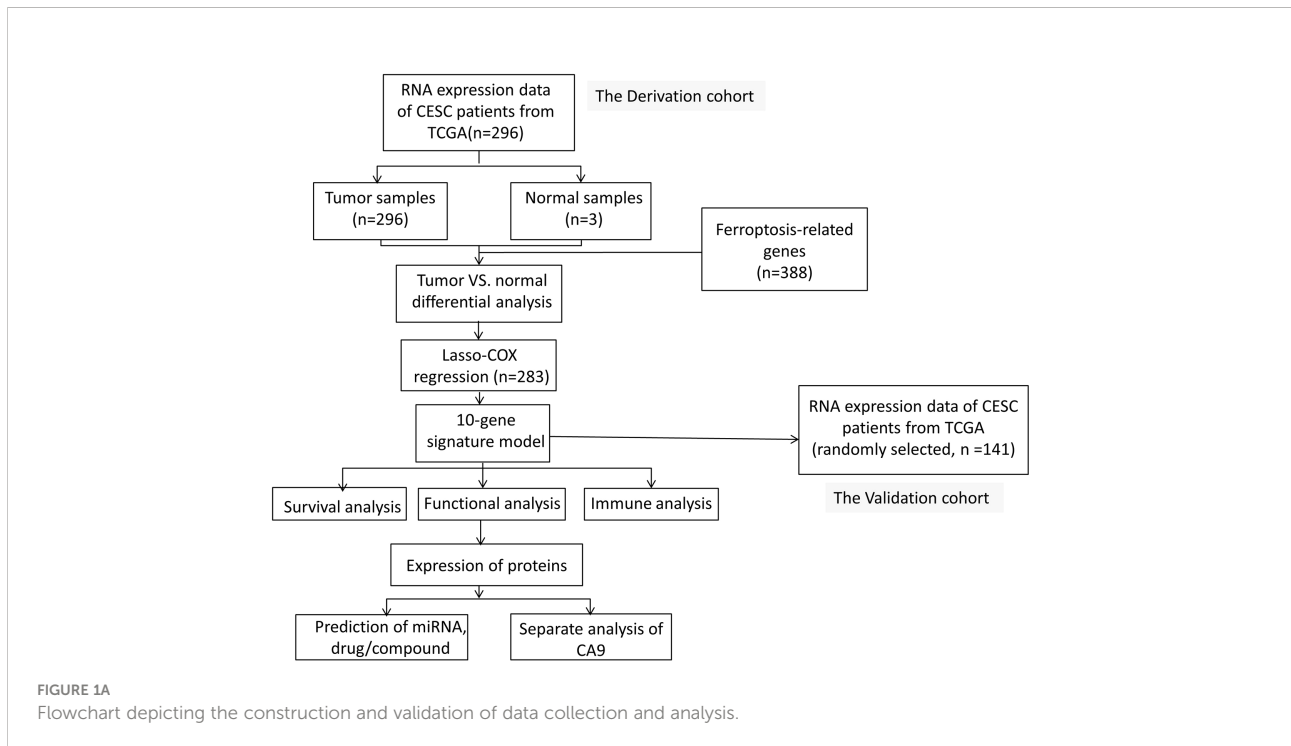 RNA expression data
of CESC patients from
TCGA(n=296)
The Derivation cohort
Tumor samples
(n=296)
Normal samples
(n=3)
Ferroptosis-related
genes
(n=388)
Tumor VS. normal
differential analysis
Lasso-COX
regression (n=283)
10-gene
signature model
RNA expression data of CESC
patients from TCGA
(randomly selected, n =141)
The Validation cohort
Survival analysis
Functional analysis
Immune analysis
Expression of proteins
Prediction of miRNA,
drug/compound
Separate analysis of
CA9
FIGURE 1A
Flowchart depicting the construction and validation of data collection and analysis.